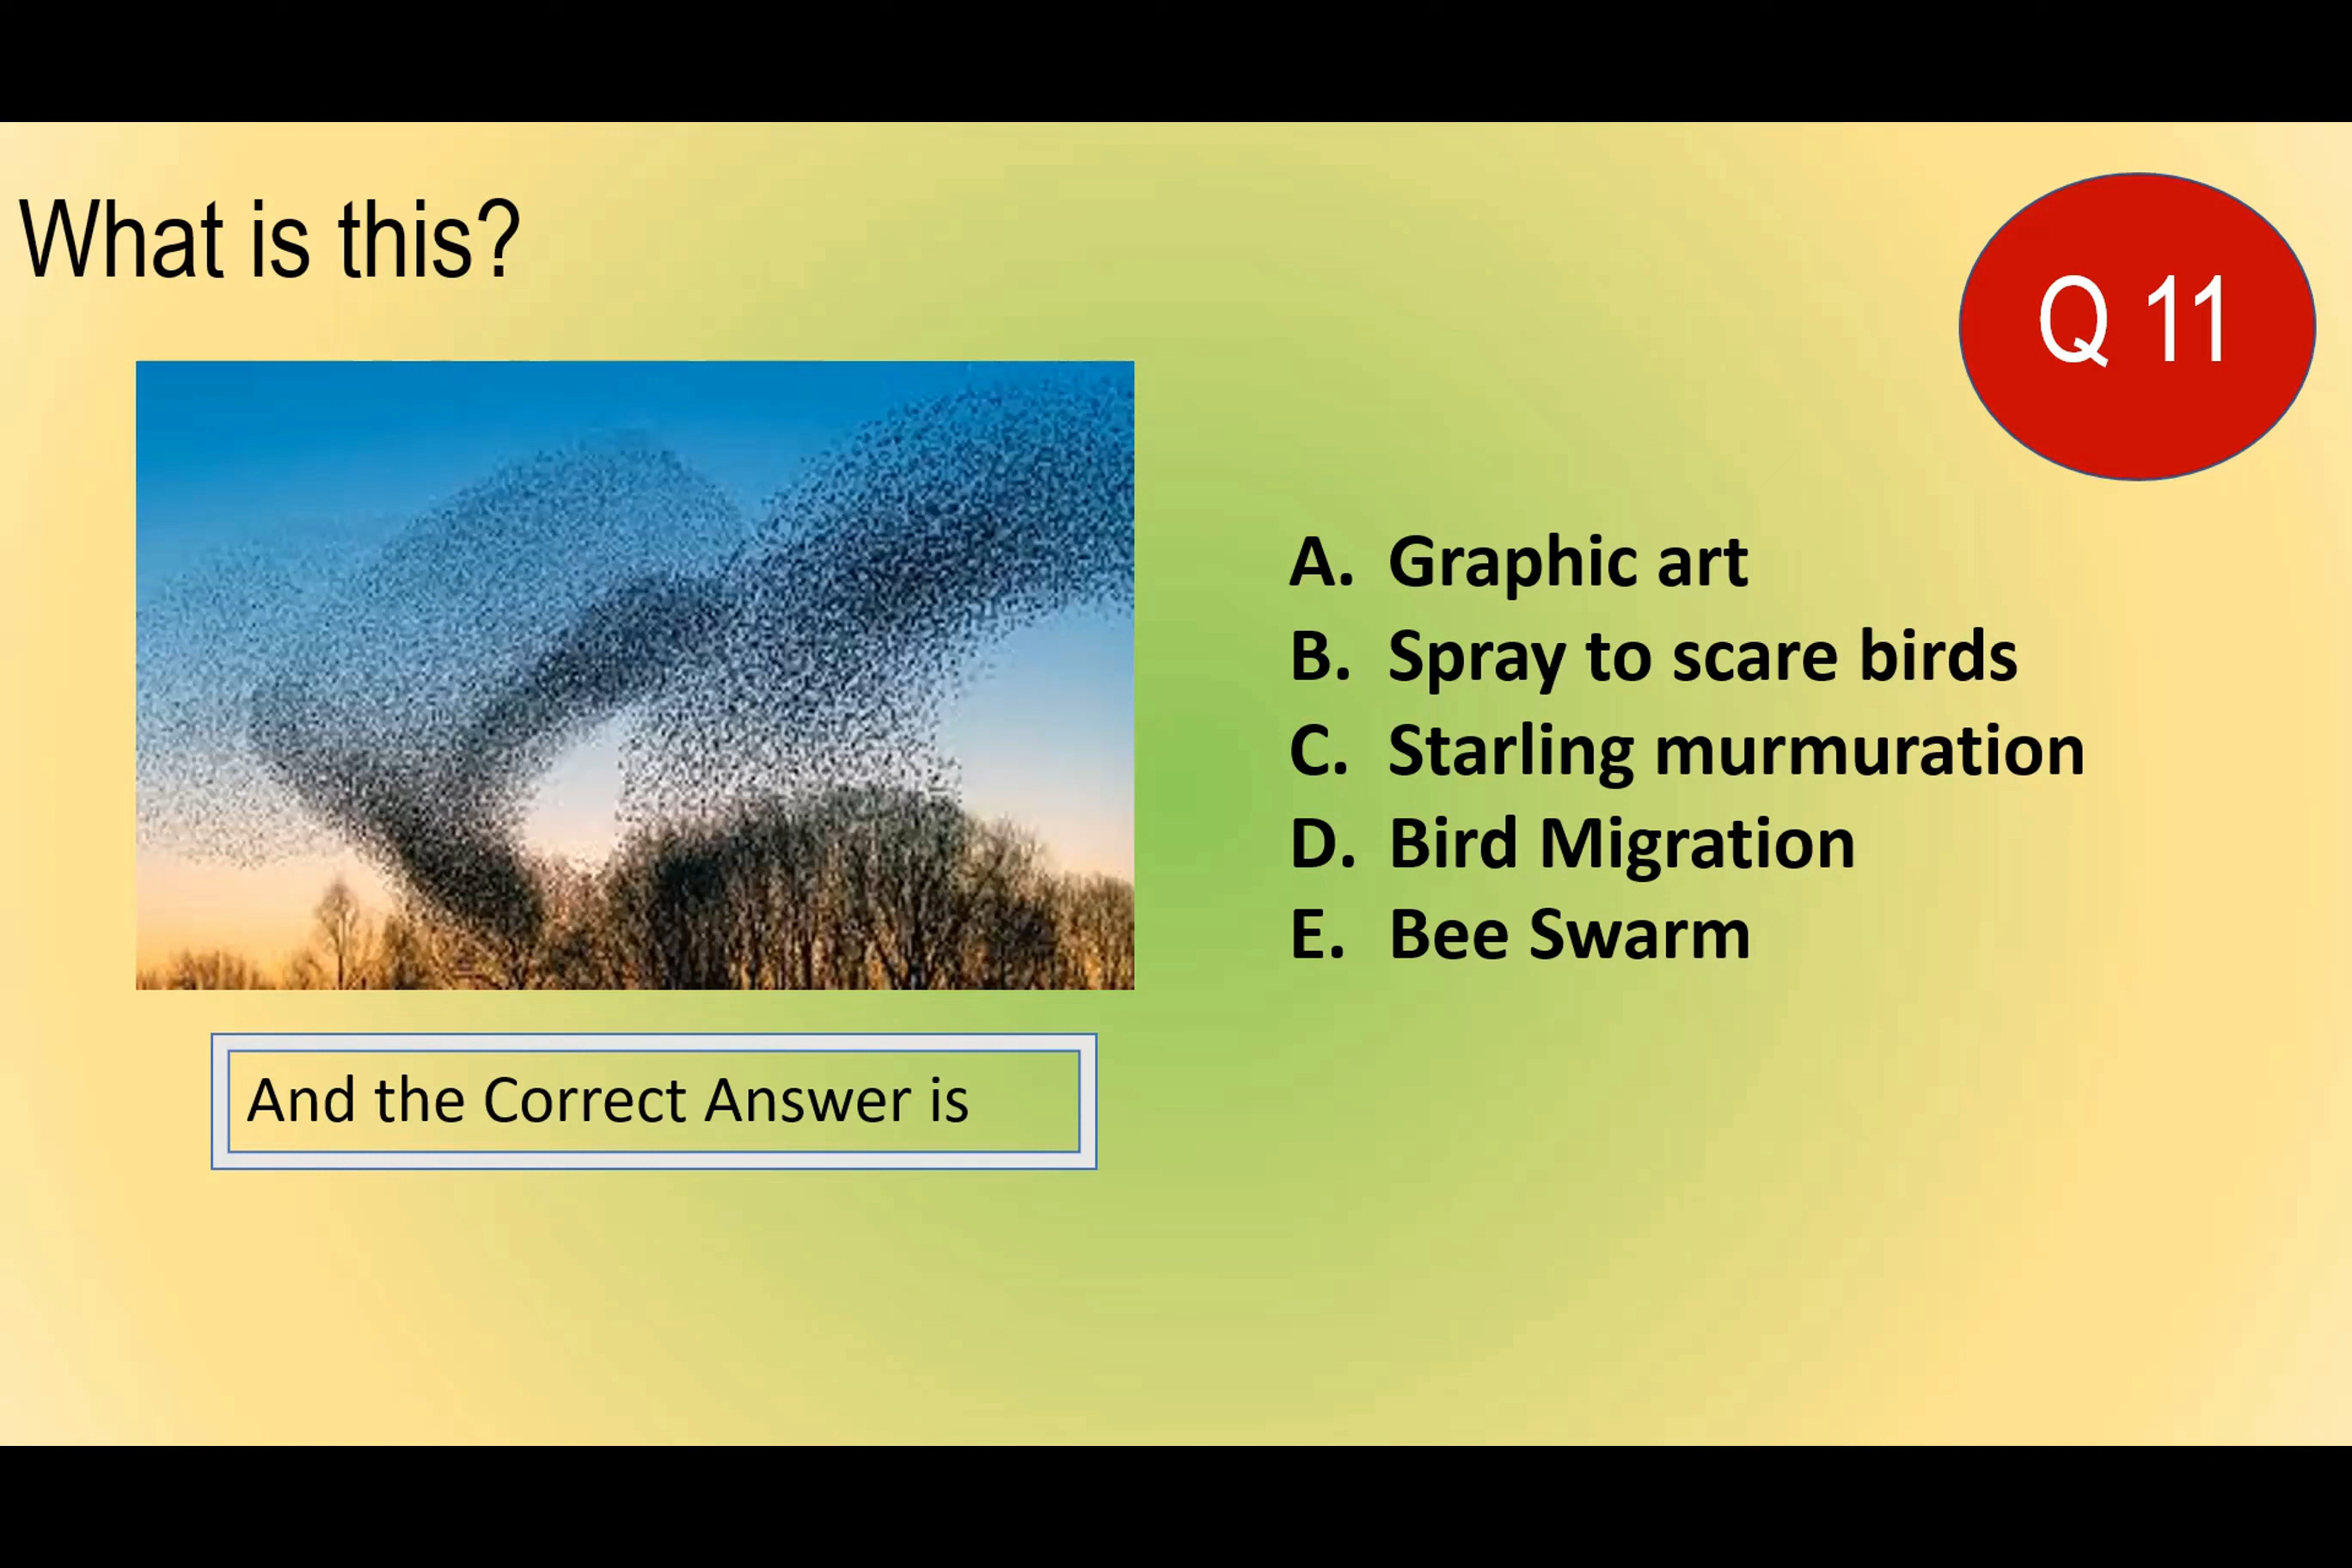 What is this?
Q 11
A. Graphic art
B. Spray to scare birds
C. Starling murmuration
D. Bird Migration
E. Bee Swarm
And the Correct Answer is